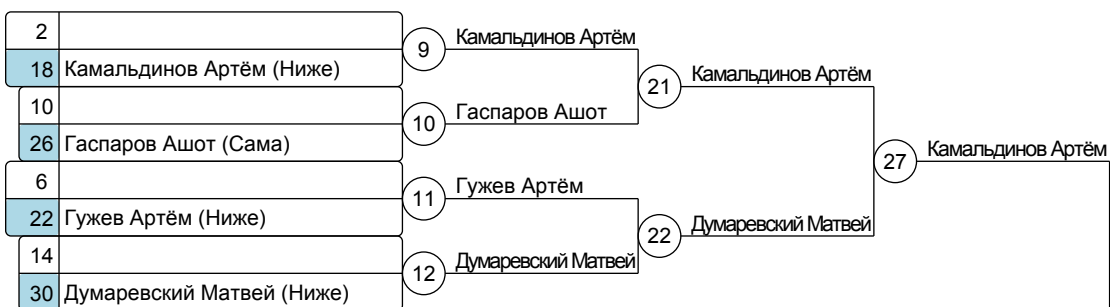 2
18 Камальдинов Артём (Ниже)
9
Камальдинов Артём
10
26 Гаспаров Ашот (Сама)
10
Гаспаров Ашот
21
Камальдинов Артём
6
22 Гужев Артём (Ниже)
11
Гужев Артём
14
30 Думаревский Матвей (Ниже)
12
Думаревский Матвей
22
Думаревский Матвей
27
Камальдинов Артём